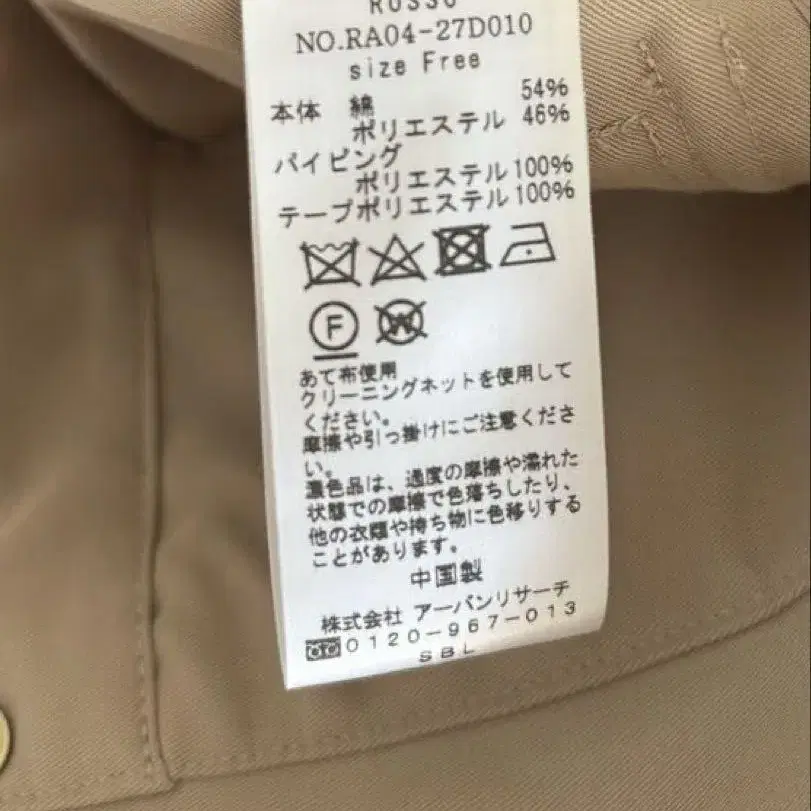 ROSSO
NO.RA04-27D010
size Free
本体 綿 54%
ポリエステル 46%
パイピング
ポリエステル 100%
テープポリエステル 100%
F
W
あて布使用
クリーニングネットを使用して
ください。
摩擦や引っ掛けにご注意くださ
い。
濃色品は、過度の摩擦や濡れた
状態での摩擦で色落ちしたり、
他の衣類や持ち物に色移りする
ことがあります。
中国製
株式会社 アーバンリサーチ
0120-967-013
SBL